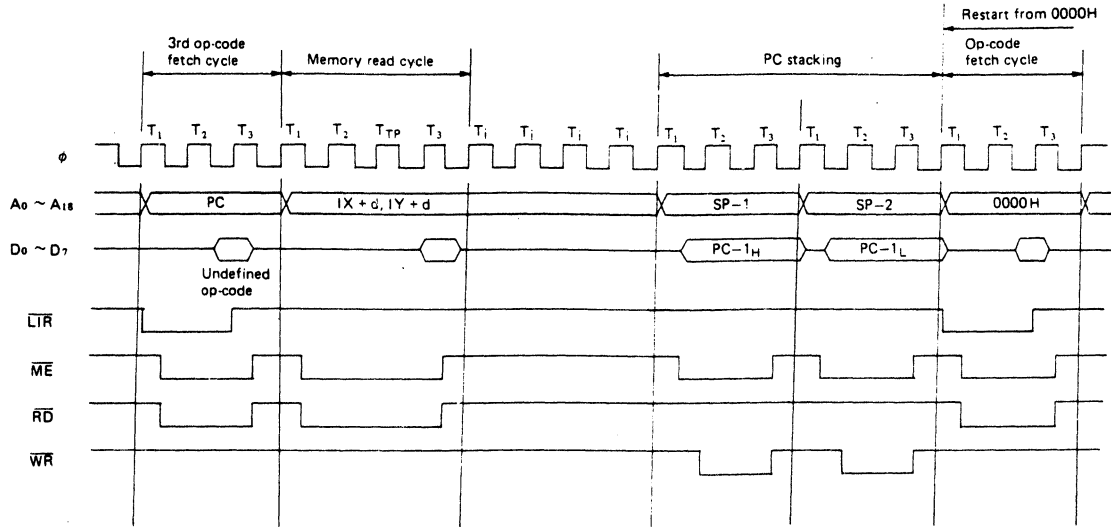 Restart from 0000H
3rd op-code
fetch cycle
Memory read cycle
PC stacking
Op-code
fetch cycle
T1 T2 T3 T1 T2 TTP T3 Ti Ti Ti Ti T1 T2 T3 T1 T2 T3 T1 T2 T3
φ
A0 ~ A18 PC IX + d, IY + d SP-1 SP-2 0000H
D0 ~ D7 PC-1H PC-1L
Undefined
op-code
LIR
ME
RD
WR